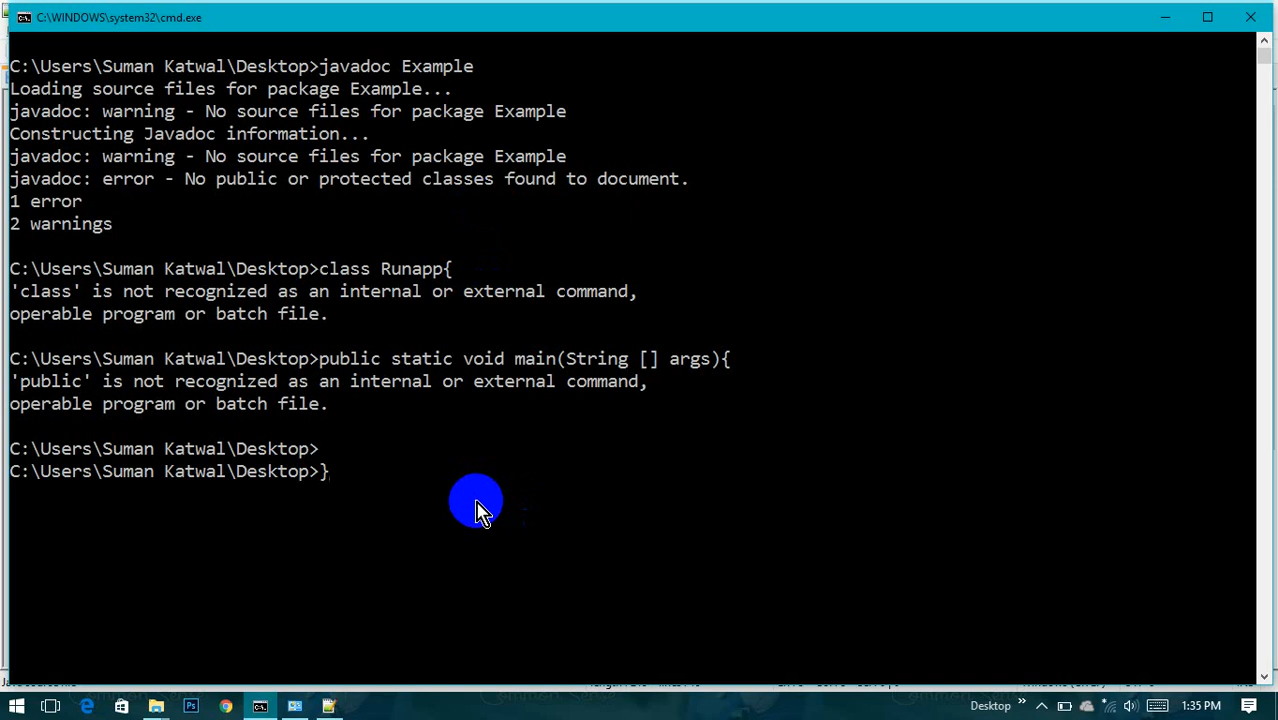 C:\WINDOWS\system32\cmd.exe
C:\Users\Suman Katwal\Desktop>javadoc Example
Loading source files for package Example...
javadoc: warning - No source files for package Example
Constructing Javadoc information...
javadoc: warning - No source files for package Example
javadoc: error - No public or protected classes found to document.
1 error
2 warnings
C:\Users\Suman Katwal\Desktop>class Runapp{
'class' is not recognized as an internal or external command,
operable program or batch file.
C:\Users\Suman Katwal\Desktop>public static void main(String [] args){
'public' is not recognized as an internal or external command,
operable program or batch file.
C:\Users\Suman Katwal\Desktop>
C:\Users\Suman Katwal\Desktop>}
Desktop
1:35 PM